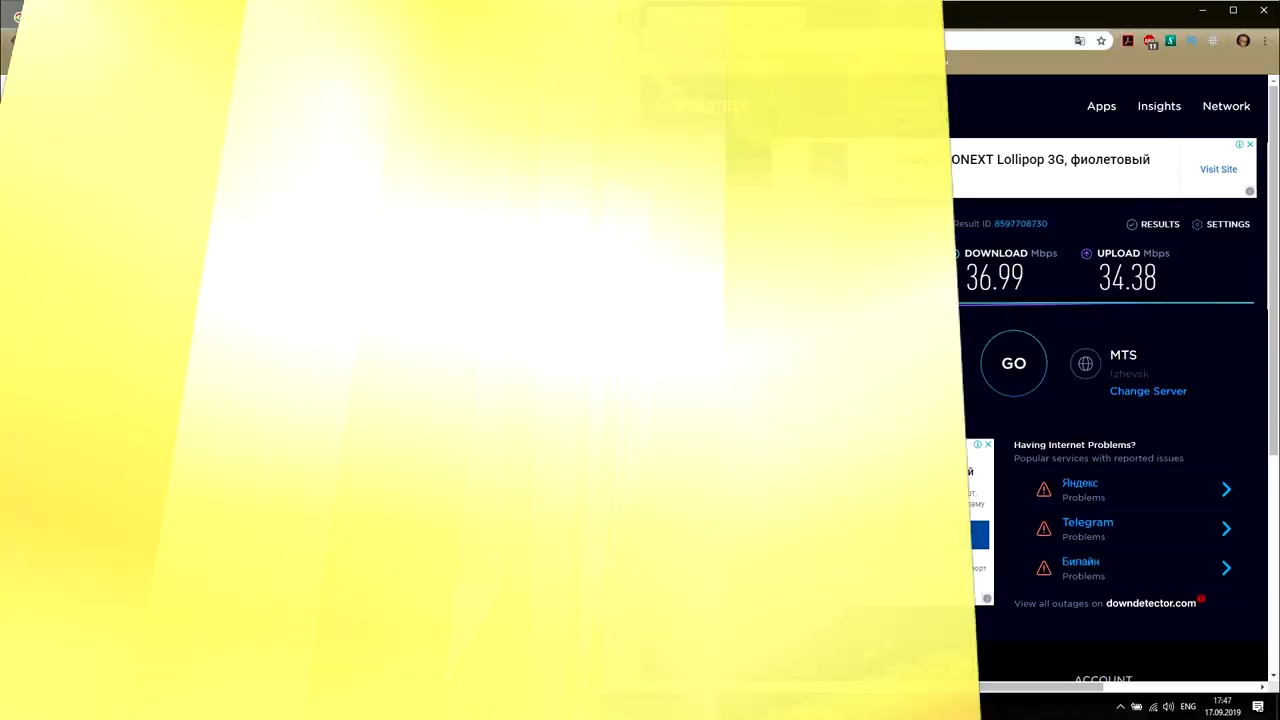 Apps Insights Network
ONEXT Lollipop 3G, фиолетовый
Visit Site
Result ID 8597708730
RESULTS SETTINGS
DOWNLOAD Mbps UPLOAD Mbps
36.99 34.38
GO
MTS
Izhevsk
Change Server
Having Internet Problems?
Popular services with reported issues
Яндекс
Problems
Telegram
Problems
Билайн
Problems
View all outages on downdetector.com
ACCOUNT
ENG
17:47
17.09.2019